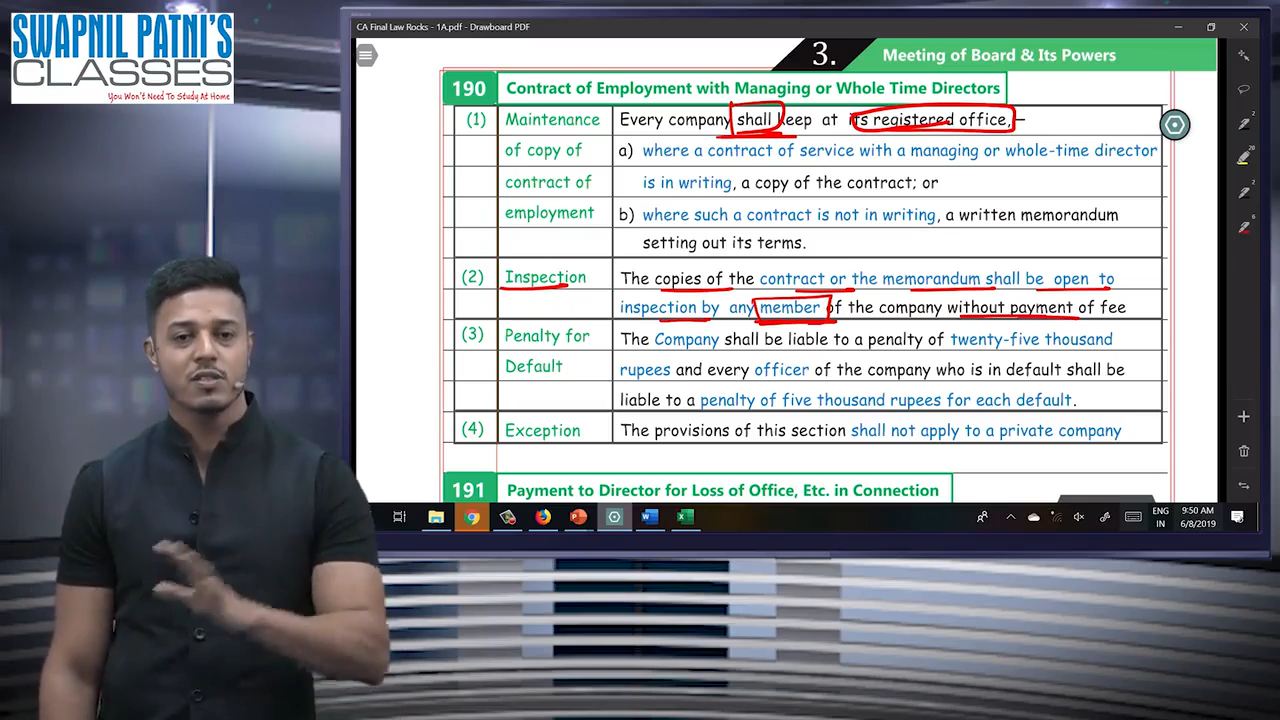 SWAPNIL PATNI'S
CLASSES
You Won't Need To Study At Home
CA Final Law Rocks - 1A.pdf - Drawboard PDF
3. Meeting of Board & Its Powers
190 Contract of Employment with Managing or Whole Time Directors
(1) Maintenance Every company shall keep at its registered office,–
of copy of a) where a contract of service with a managing or whole-time director
contract of is in writing, a copy of the contract; or
employment b) where such a contract is not in writing, a written memorandum
setting out its terms.
(2) Inspection The copies of the contract or the memorandum shall be open to
inspection by any member of the company without payment of fee
(3) Penalty for The Company shall be liable to a penalty of twenty-five thousand
Default rupees and every officer of the company who is in default shall be
liable to a penalty of five thousand rupees for each default.
(4) Exception The provisions of this section shall not apply to a private company
191 Payment to Director for Loss of Office, Etc. in Connection
ENG 9:50 AM
IN 6/8/2019